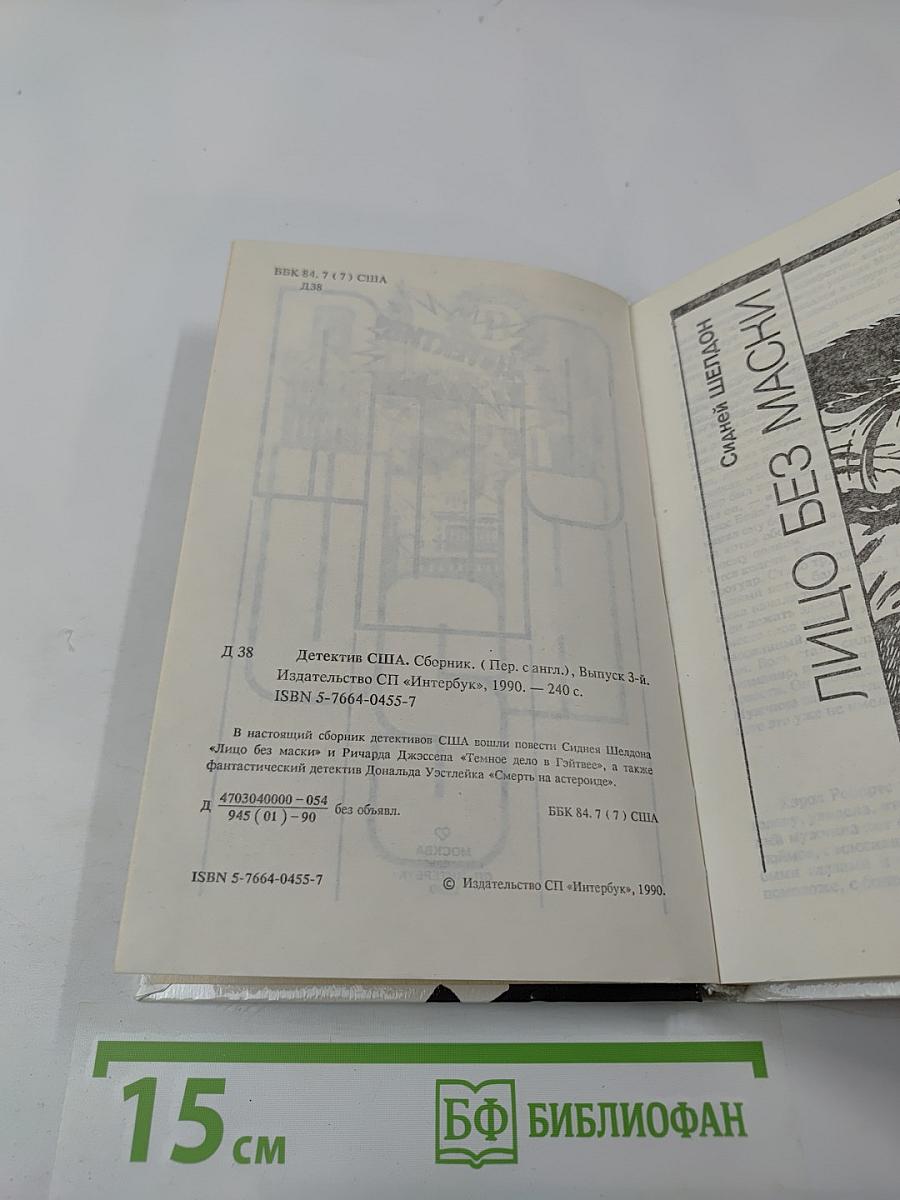 ББК 84. 7 ( 7 ) США
Д38
Д 38 Детектив США. Сборник. ( Пер. с англ.), Выпуск 3-й.
Издательство СП «Интербук», 1990. — 240 с.
ISBN 5-7664-0455-7
В настоящий сборник детективов США вошли повести Сиднея Шелдона
«Лицо без маски» и Ричарда Джэссепа «Темное дело в Гэйтвее», а также
фантастический детектив Дональда Уэстлейка «Смерть на астероиде».
Д 4703040000 – 054
945 ( 01 ) – 90 без объявл.
ББК 84. 7 ( 7 ) США
ISBN 5-7664-0455-7
© Издательство СП «Интербук», 1990.
Сидней ШЕЛДОН
ЛИЦО БЕЗ МАСКИ
15 см
БФ БИБЛИОФАН